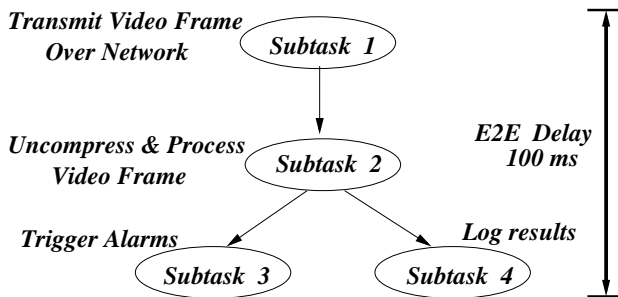 Transmit Video Frame
Over Network
Subtask 1
Uncompress & Process
Video Frame
Subtask 2
E2E Delay
100 ms
Trigger Alarms
Log results
Subtask 3
Subtask 4